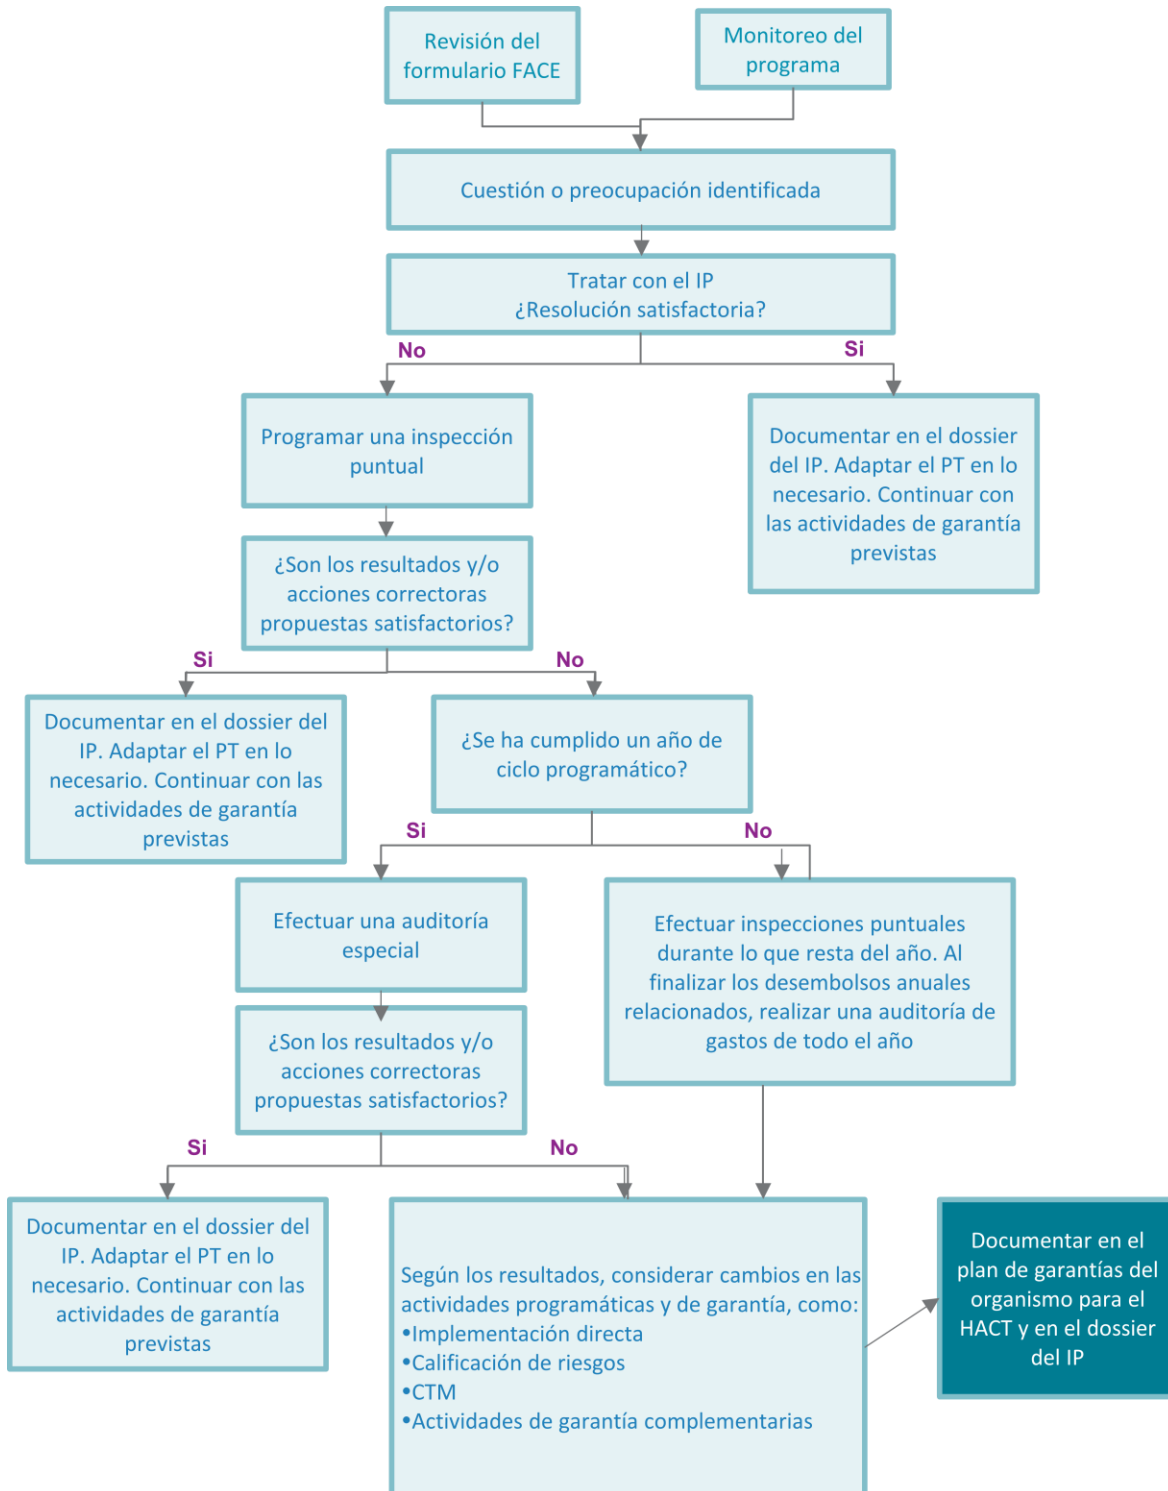 Revisión del
formulario FACE
Monitoreo del
programa
Cuestión o preocupación identificada
Tratar con el IP
¿Resolución satisfactoria?
No
Si
Programar una inspección
puntual
Documentar en el dossier
del IP. Adaptar el PT en lo
necesario. Continuar con
las actividades de garantía
previstas
¿Son los resultados y/o
acciones correctoras
propuestas satisfactorios?
Si
No
Documentar en el dossier del
IP. Adaptar el PT en lo
necesario. Continuar con las
actividades de garantía
previstas
¿Se ha cumplido un año de
ciclo programático?
Si
No
Efectuar una auditoría
especial
Efectuar inspecciones puntuales
durante lo que resta del año. Al
finalizar los desembolsos anuales
relacionados, realizar una auditoría de
gastos de todo el año
¿Son los resultados y/o
acciones correctoras
propuestas satisfactorios?
Si
No
Documentar en el dossier del
IP. Adaptar el PT en lo
necesario. Continuar con las
actividades de garantía
previstas
Según los resultados, considerar cambios en las
actividades programáticas y de garantía, como:
•Implementación directa
•Calificación de riesgos
•CTM
•Actividades de garantía complementarias
Documentar en el
plan de garantías del
organismo para el
HACT y en el dossier
del IP